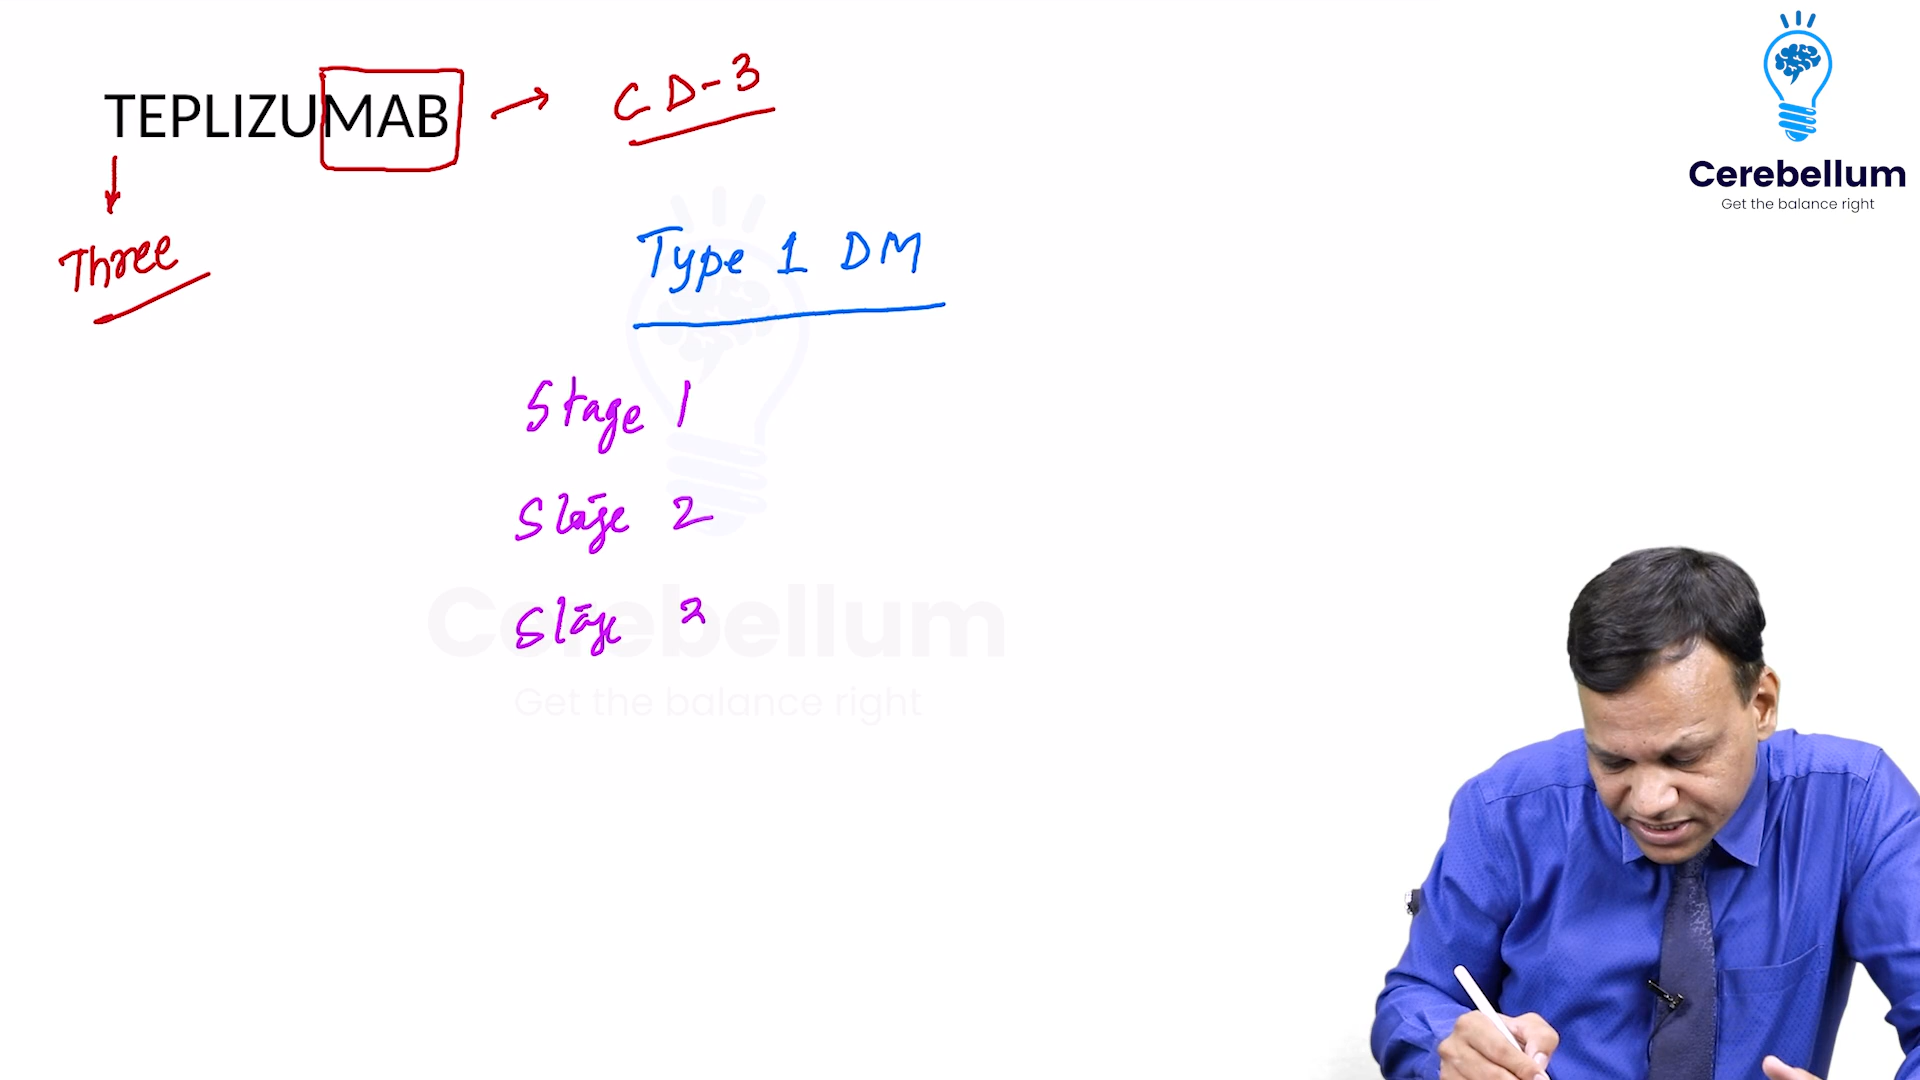 TEPLIZUMAB → CD-3
Three
Type 1 DM
Stage 1
Stage 2
Stage 3
Cerebellum
Get the balance right
Cerebellum
Get the balance right